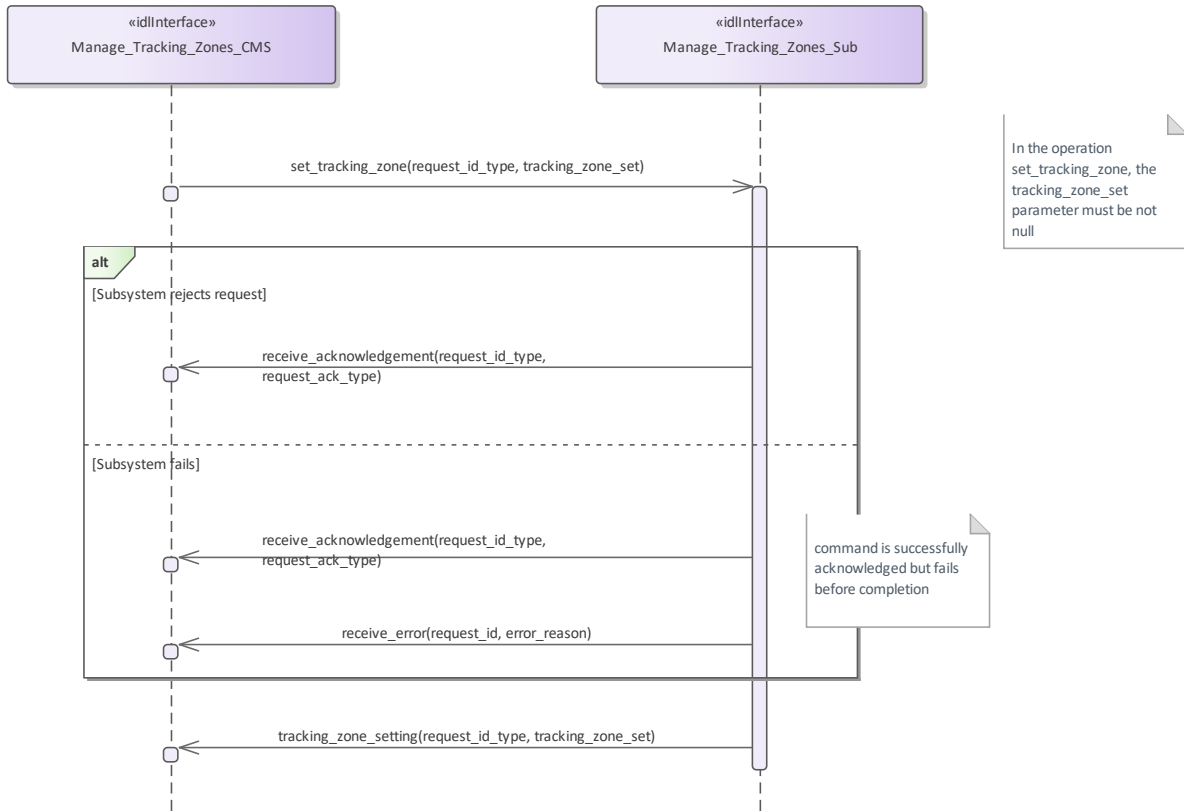 «idlInterface»
Manage_Tracking_Zones_CMS
«idlInterface»
Manage_Tracking_Zones_Sub
In the operation
set_tracking_zone, the
tracking_zone_set
parameter must be not
null
set_tracking_zone(request_id_type, tracking_zone_set)
alt
[Subsystem rejects request]
receive_acknowledgement(request_id_type,
request_ack_type)
[Subsystem fails]
receive_acknowledgement(request_id_type,
request_ack_type)
command is successfully
acknowledged but fails
before completion
receive_error(request_id, error_reason)
tracking_zone_setting(request_id_type, tracking_zone_set)